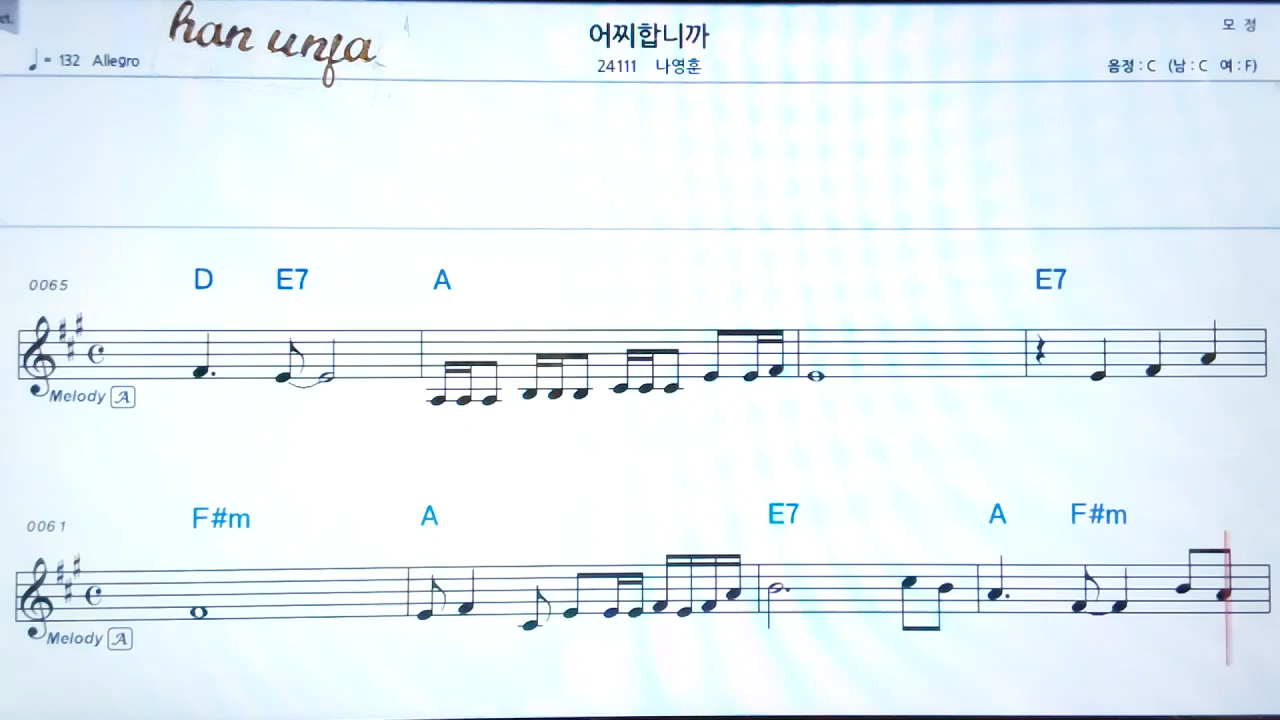 han unfa
어찌합니까
모 정
♩= 132 Allegro
24111 나영훈
음정 : C (남 : C 여 : F)
0065
D E7 A E7
Melody A
0061
F#m A E7 A F#m
Melody A